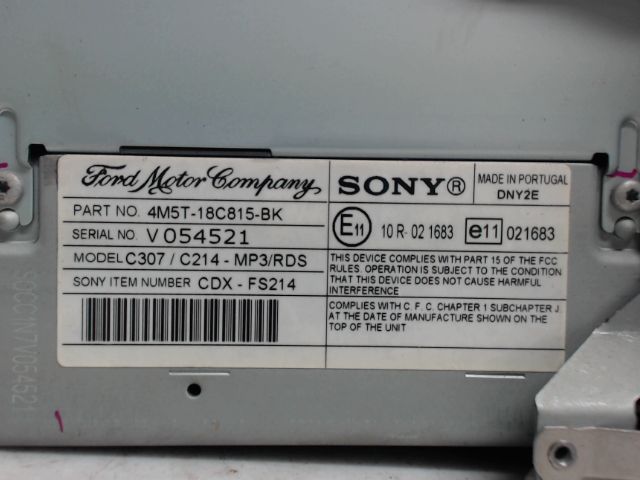 Ford Motor Company
PART NO. 4M5T-18C815-BK
SERIAL NO. V054521
MODEL C307 / C214 - MP3/RDS
SONY ITEM NUMBER CDX - FS214
SONY®
MADE IN PORTUGAL
DNY2E
E11 10 R- 02 1683 e11 021683
THIS DEVICE COMPLIES WITH PART 15 OF THE FCC
RULES. OPERATION IS SUBJECT TO THE CONDITION
THAT THIS DEVICE DOES NOT CAUSE HARMFUL
INTERFERENCE
COMPLIES WITH C. F. C. CHAPTER 1 SUBCHAPTER J.
AT THE DATE OF MANUFACTURE SHOWN ON THE
TOP OF THE UNIT